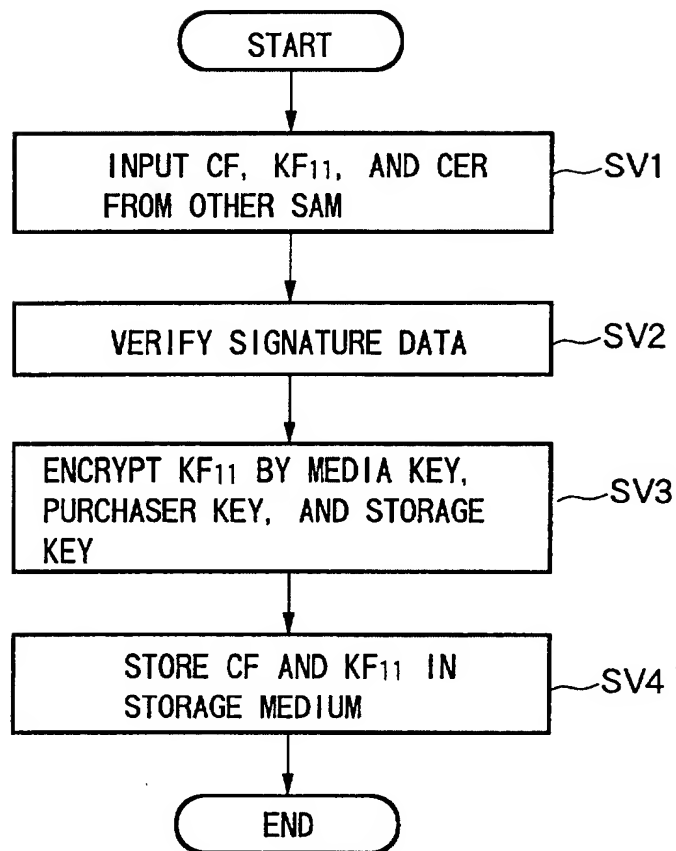 START
INPUT CF, KF11, AND CER
FROM OTHER SAM
SV1
VERIFY SIGNATURE DATA
SV2
ENCRYPT KF11 BY MEDIA KEY,
PURCHASER KEY, AND STORAGE
KEY
SV3
STORE CF AND KF11 IN
STORAGE MEDIUM
SV4
END